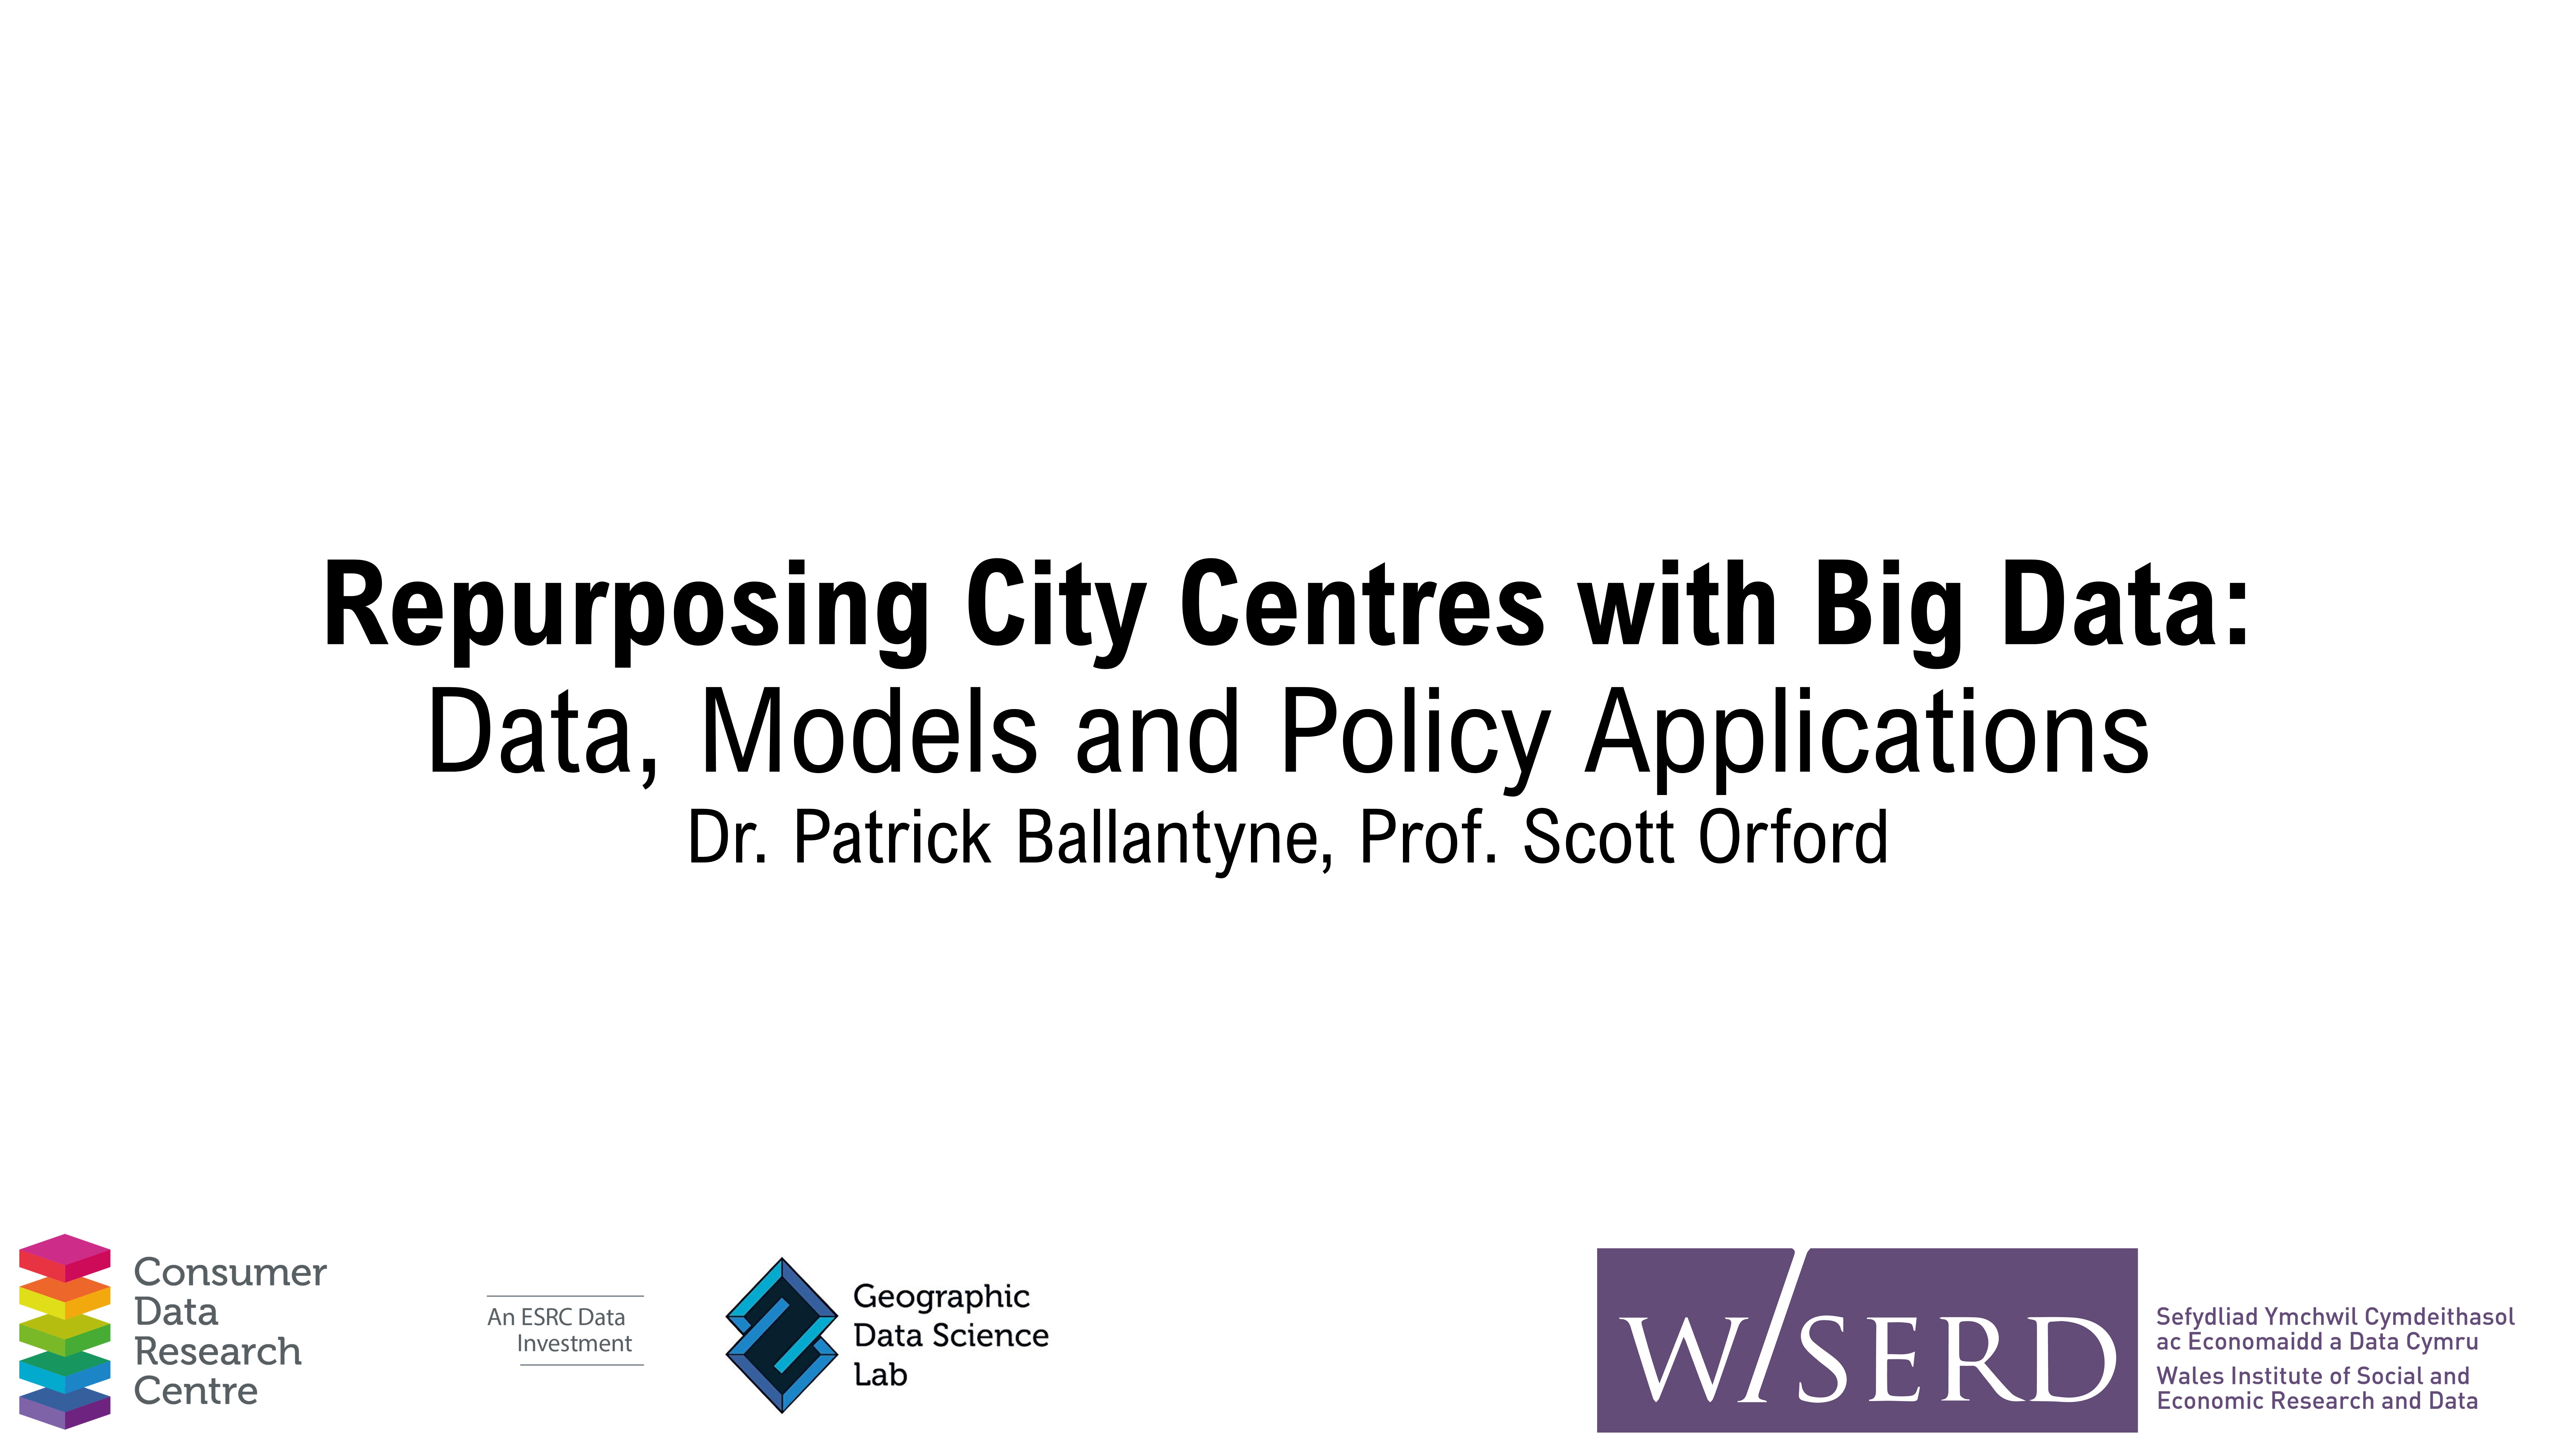 Repurposing City Centres with Big Data:
Data, Models and Policy Applications
Dr. Patrick Ballantyne, Prof. Scott Orford
Consumer
Data
Research
Centre
An ESRC Data
Investment
Geographic
Data Science
Lab
W/SERD
Sefydliad Ymchwil Cymdeithasol
ac Economaidd a Data Cymru
Wales Institute of Social and
Economic Research and Data